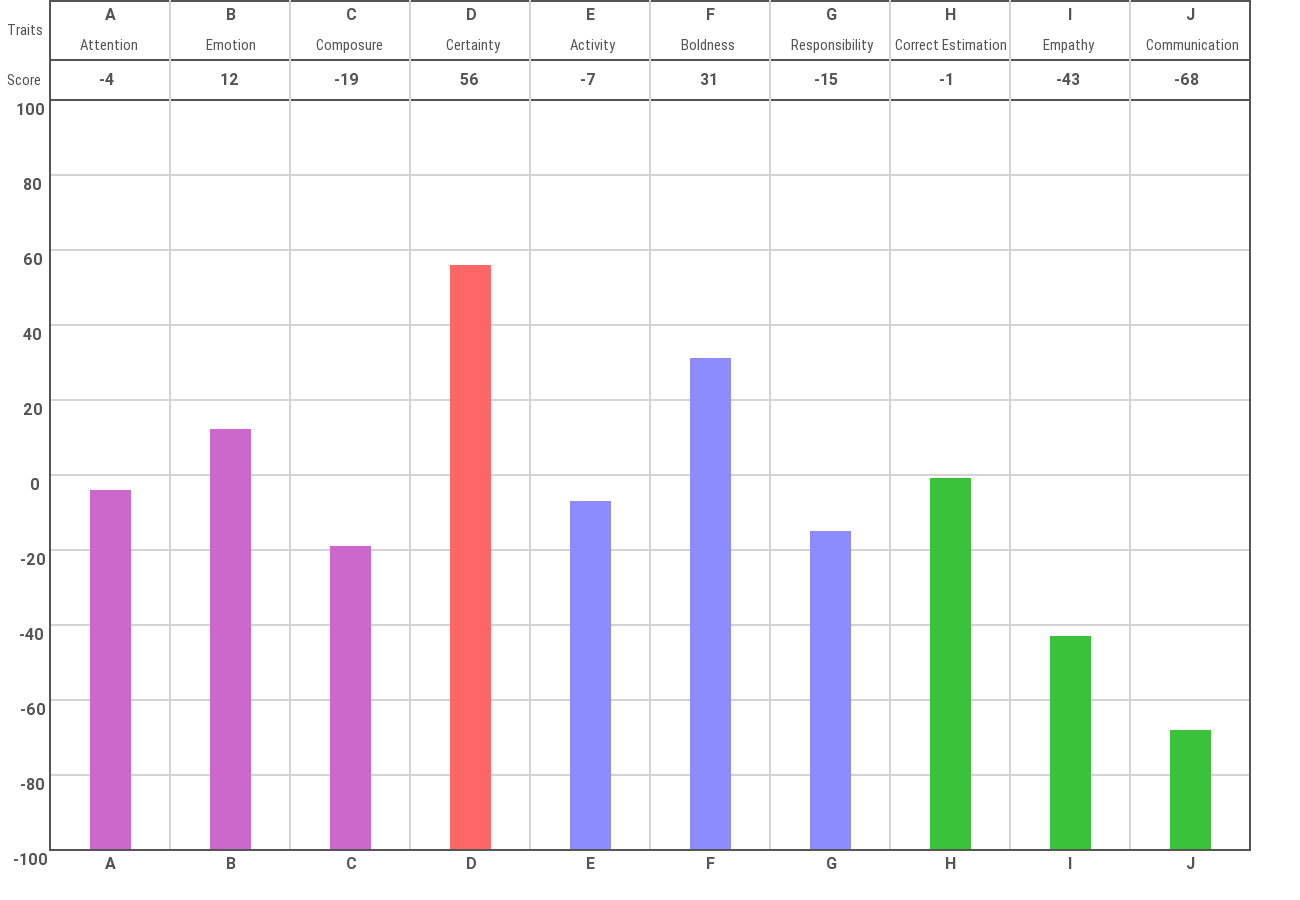 A B C D E F G H I J
Traits
Attention Emotion Composure Certainty Activity Boldness Responsibility Correct Estimation Empathy Communication
Score -4 12 -19 56 -7 31 -15 -1 -43 -68
100
80
60
40
20
0
-20
-40
-60
-80
-100
A B C D E F G H I J